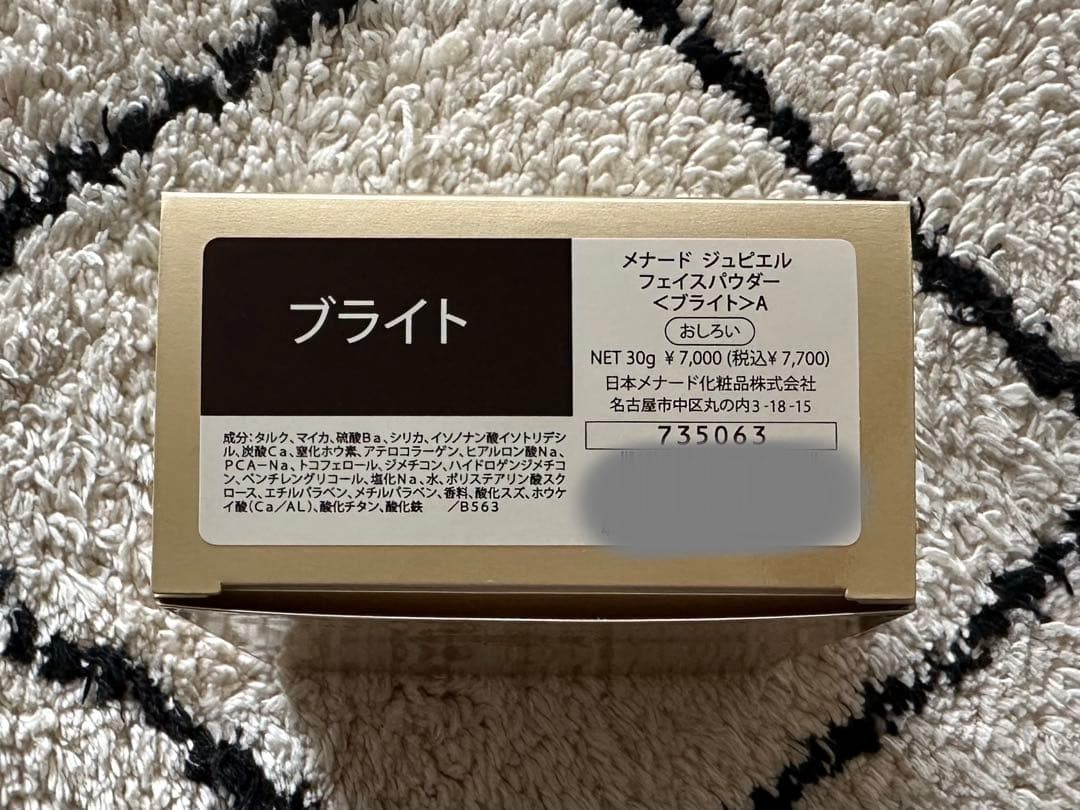 ブライト
メナード ジュピエル
フェイスパウダー
＜ブライト＞A
おしろい
NET 30g ￥7,000 (税込￥7,700)
日本メナード化粧品株式会社
名古屋市中区丸の内3-18-15
735063
成分:タルク、マイカ、硫酸Ba、シリカ、イソノナン酸イソトリデシ
ル、炭酸Ca、窒化ホウ素、アテロコラーゲン、ヒアルロン酸Na、
PCA-Na、トコフェロール、ジメチコン、ハイドロゲンジメチコ
ン、ペンチレングリコール、塩化Na、水、ポリステアリン酸スク
ロース、エチルパラベン、メチルパラベン、香料、酸化スズ、ホウケ
イ酸(Ca/AL)、酸化チタン、酸化鉄　/B563